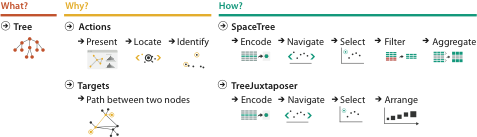 What?
Why?
How?
Tree
Actions
Present Locate Identify
Targets
Path between two nodes
SpaceTree
Encode Navigate Select Filter Aggregate
TreeJuxtaposer
Encode Navigate Select Arrange